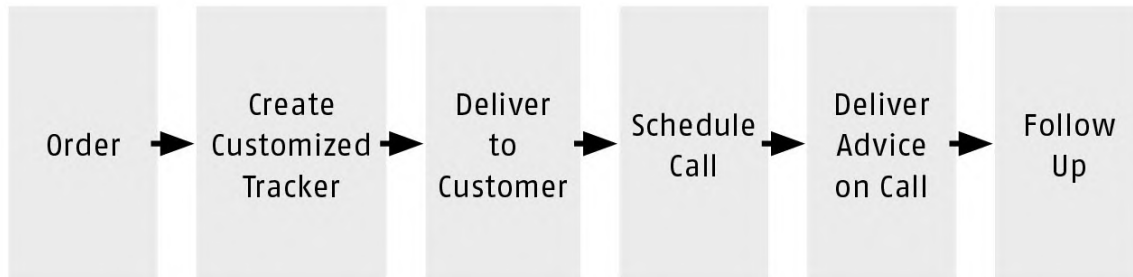 Order
Create
Customized
Tracker
Deliver
to
Customer
Schedule
Call
Deliver
Advice
on Call
Follow
Up